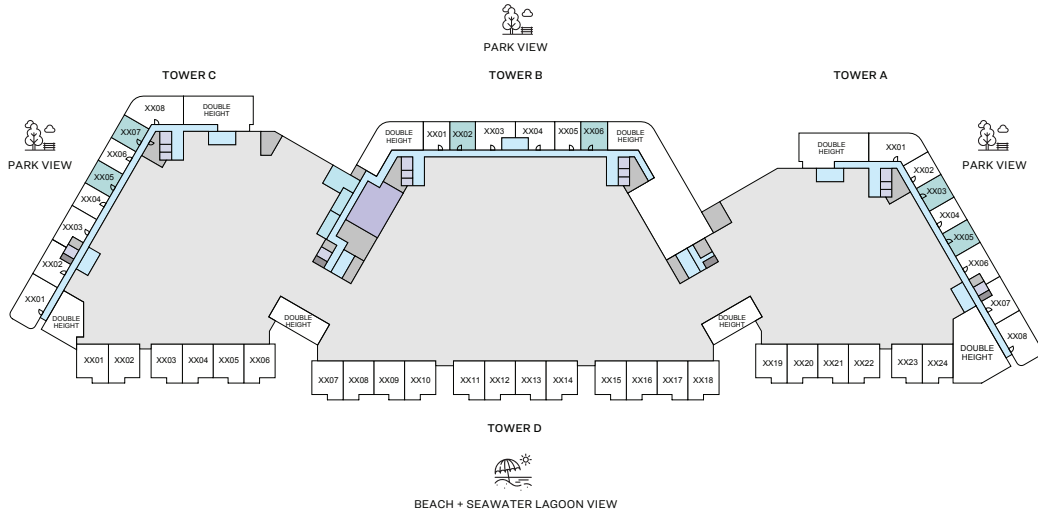 PARK VIEW
TOWER C
TOWER B
TOWER A
PARK VIEW
PARK VIEW
XX08
DOUBLE
HEIGHT
XX07
XX06
XX05
XX04
XX03
XX02
XX01
DOUBLE
HEIGHT
DOUBLE
HEIGHT
XX01
XX02
XX03
XX04
XX05
XX06
DOUBLE
HEIGHT
DOUBLE
HEIGHT
XX01
XX02
XX03
XX04
XX05
XX06
XX07
XX08
DOUBLE
HEIGHT
DOUBLE
HEIGHT
DOUBLE
HEIGHT
XX01
XX02
XX03
XX04
XX05
XX06
XX07
XX08
XX09
XX10
XX11
XX12
XX13
XX14
XX15
XX16
XX17
XX18
XX19
XX20
XX21
XX22
XX23
XX24
TOWER D
BEACH + SEAWATER LAGOON VIEW